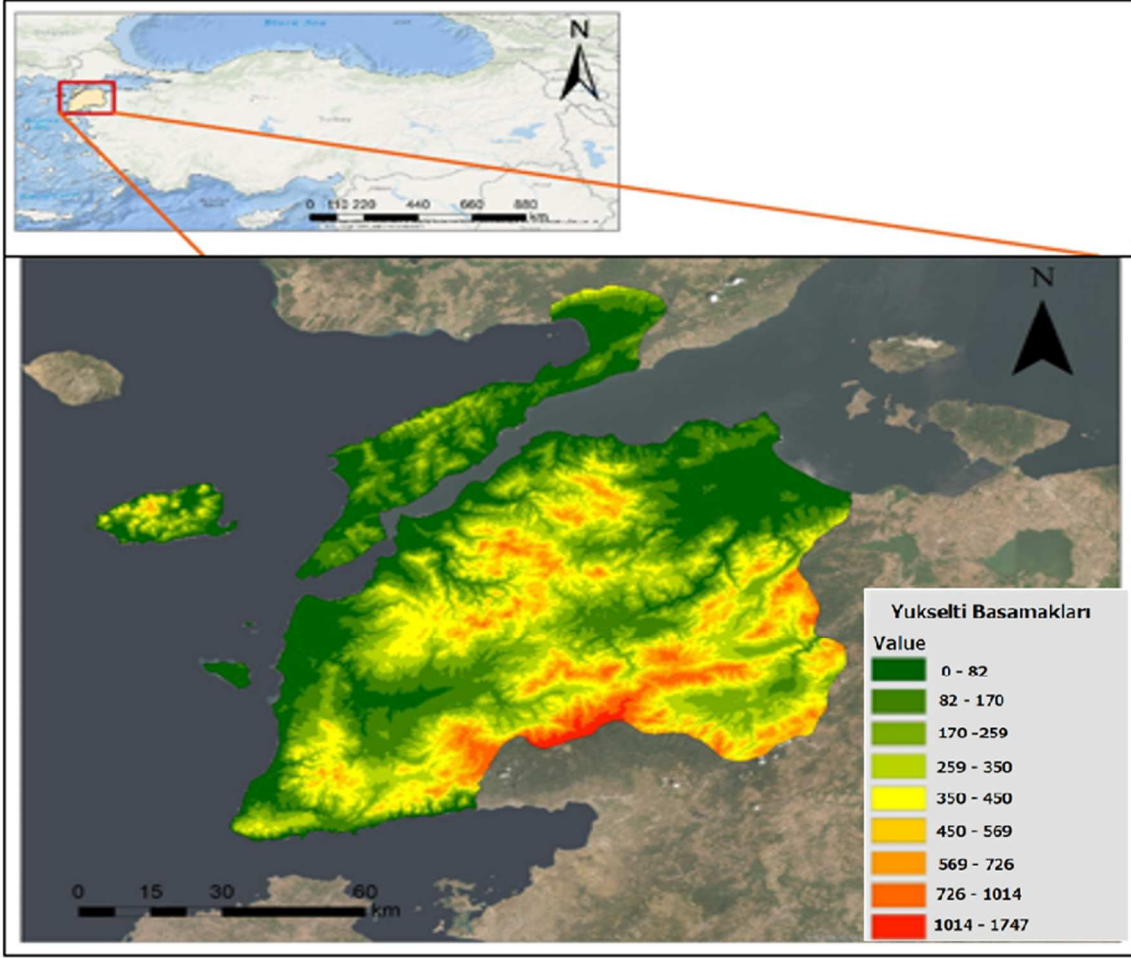 Black Sea
N
Turkey
0 110 220 440 660 880
km
N
0 15 30 60
km
Yukselti Basamakları
Value
0 - 82
82 - 170
170 -259
259 - 350
350 - 450
450 - 569
569 - 726
726 - 1014
1014 - 1747